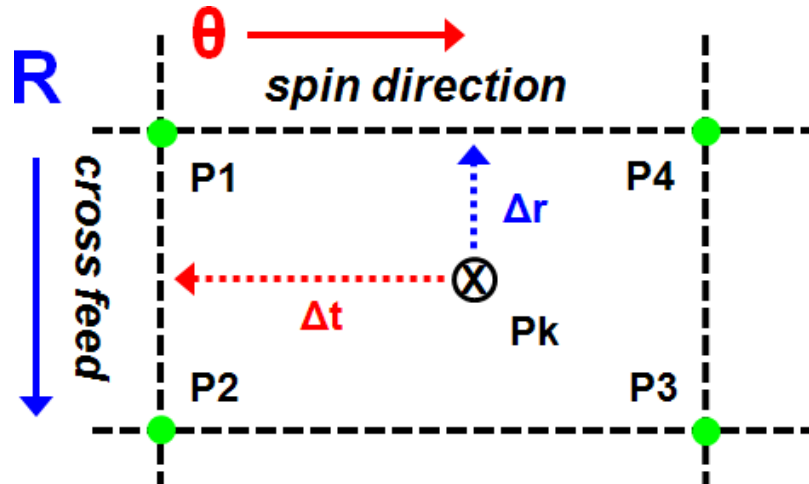 θ
R
spin direction
cross feed
P1
P4
Δr
Δt
X
Pk
P2
P3